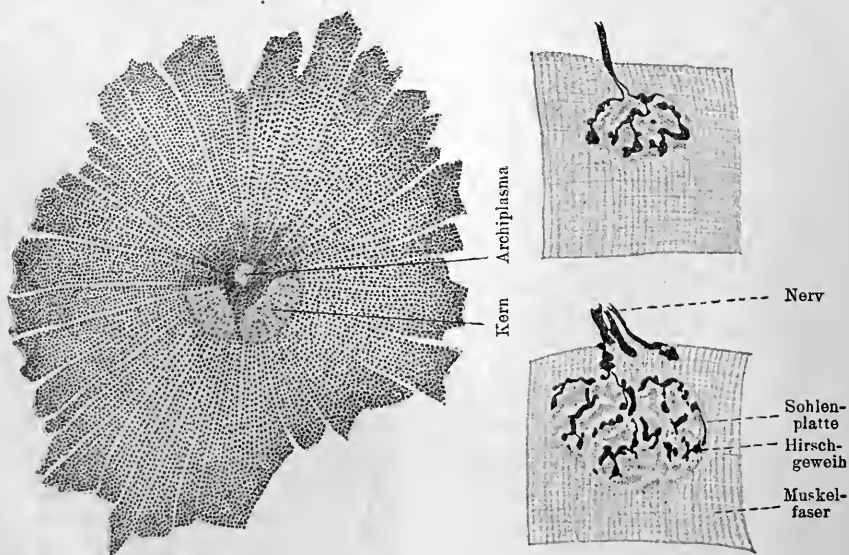 Archiplasma
Kern
Nerv
Sohlen-
platte
Hirsch-
geweih
Muskel-
faser